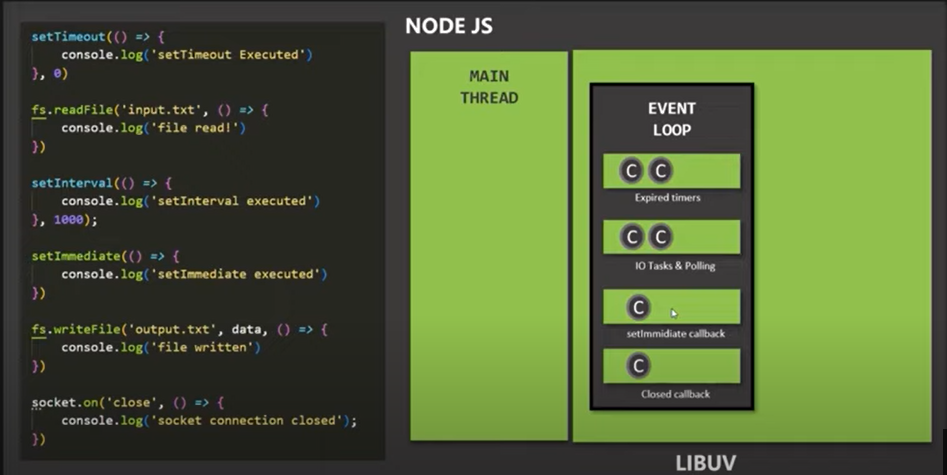 setTimeout(() => {
console.log('setTimeout Executed')
}, 0)
fs.readFile('input.txt', () => {
console.log('file read!')
})
setInterval(() => {
console.log('setInterval executed')
}, 1000);
setImmediate(() => {
console.log('setImmediate executed')
})
fs.writeFile('output.txt', data, () => {
console.log('file written')
})
socket.on('close', () => {
console.log('socket connection closed');
})
NODE JS
MAIN
THREAD
EVENT
LOOP
C C
Expired timers
C C
IO Tasks & Polling
C
setImmidiate callback
C
Closed callback
LIBUV